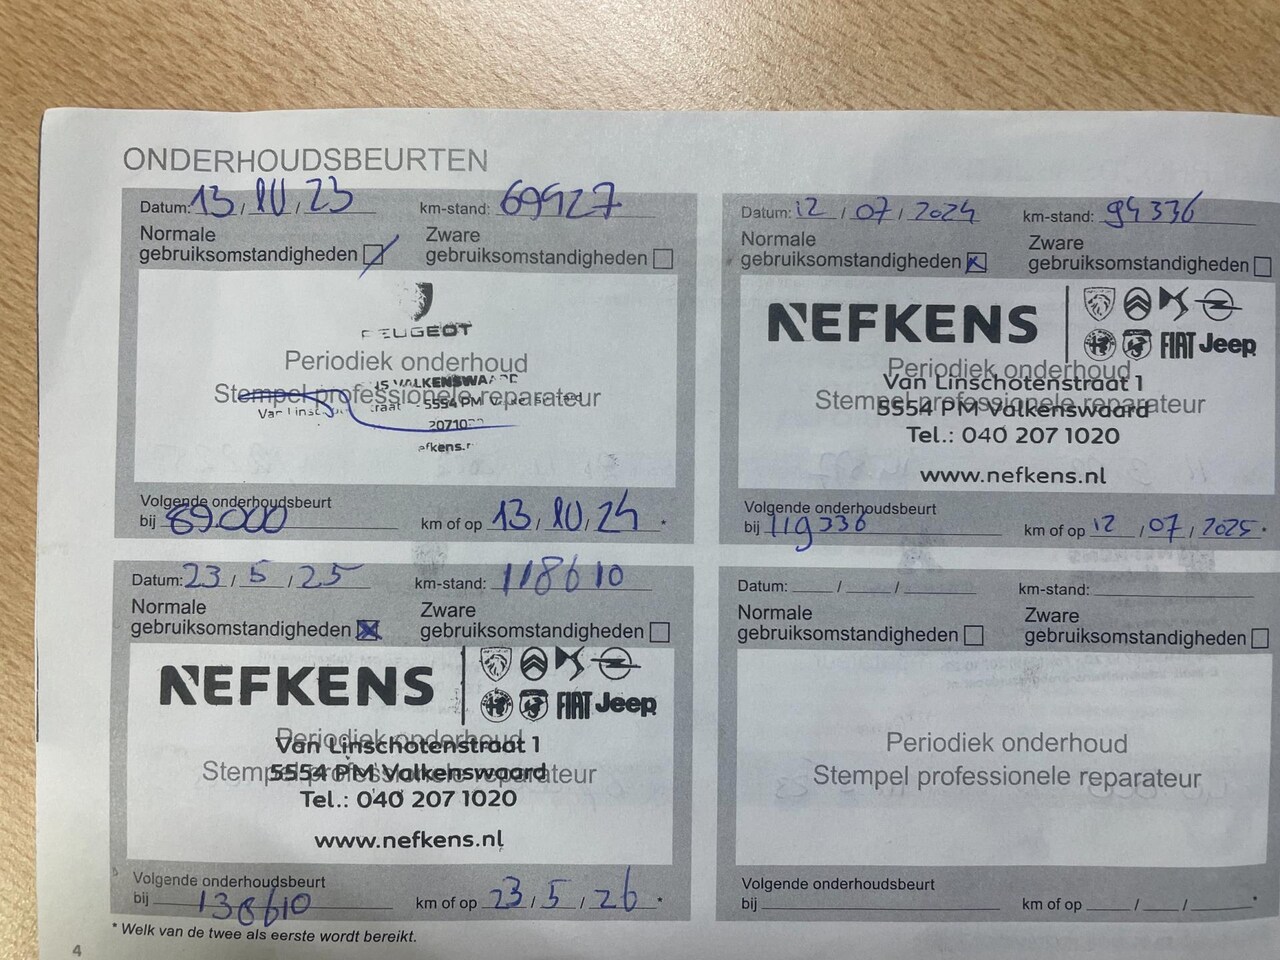 ONDERHOUDSBEURTEN
Datum: 13 / 10 / 23 km-stand: 69927
Normale gebruiksomstandigheden Zware gebruiksomstandigheden
PEUGEOT
Periodiek onderhoud
VALKENSWAARD
Stempel professionele reparateur
5554 PM
Volgende onderhoudsbeurt
bij 89.000 km of op 13 / 10 / 24 *
Datum: 12 / 07 / 2024 km-stand: 94336
Normale gebruiksomstandigheden Zware gebruiksomstandigheden
NEFKENS
FIAT Jeep
Periodiek onderhoud
Van Linschotenstraat 1
Stempel professionele reparateur
5554 PM Valkenswaard
Tel.: 040 207 1020
www.nefkens.nl
Volgende onderhoudsbeurt
bij 119336 km of op 12 / 07 / 2025 *
Datum: 23 / 5 / 25 km-stand: 118610
Normale gebruiksomstandigheden Zware gebruiksomstandigheden
NEFKENS
FIAT Jeep
Periodiek onderhoud
Van Linschotenstraat 1
Stempel professionele reparateur
5554 PM Valkenswaard
Tel.: 040 207 1020
www.nefkens.nl
Volgende onderhoudsbeurt
bij 138610 km of op 23 / 5 / 26 *
Datum: / / km-stand:
Normale gebruiksomstandigheden Zware gebruiksomstandigheden
Periodiek onderhoud
Stempel professionele reparateur
Volgende onderhoudsbeurt
bij km of op / / *
* Welk van de twee als eerste wordt bereikt.
4